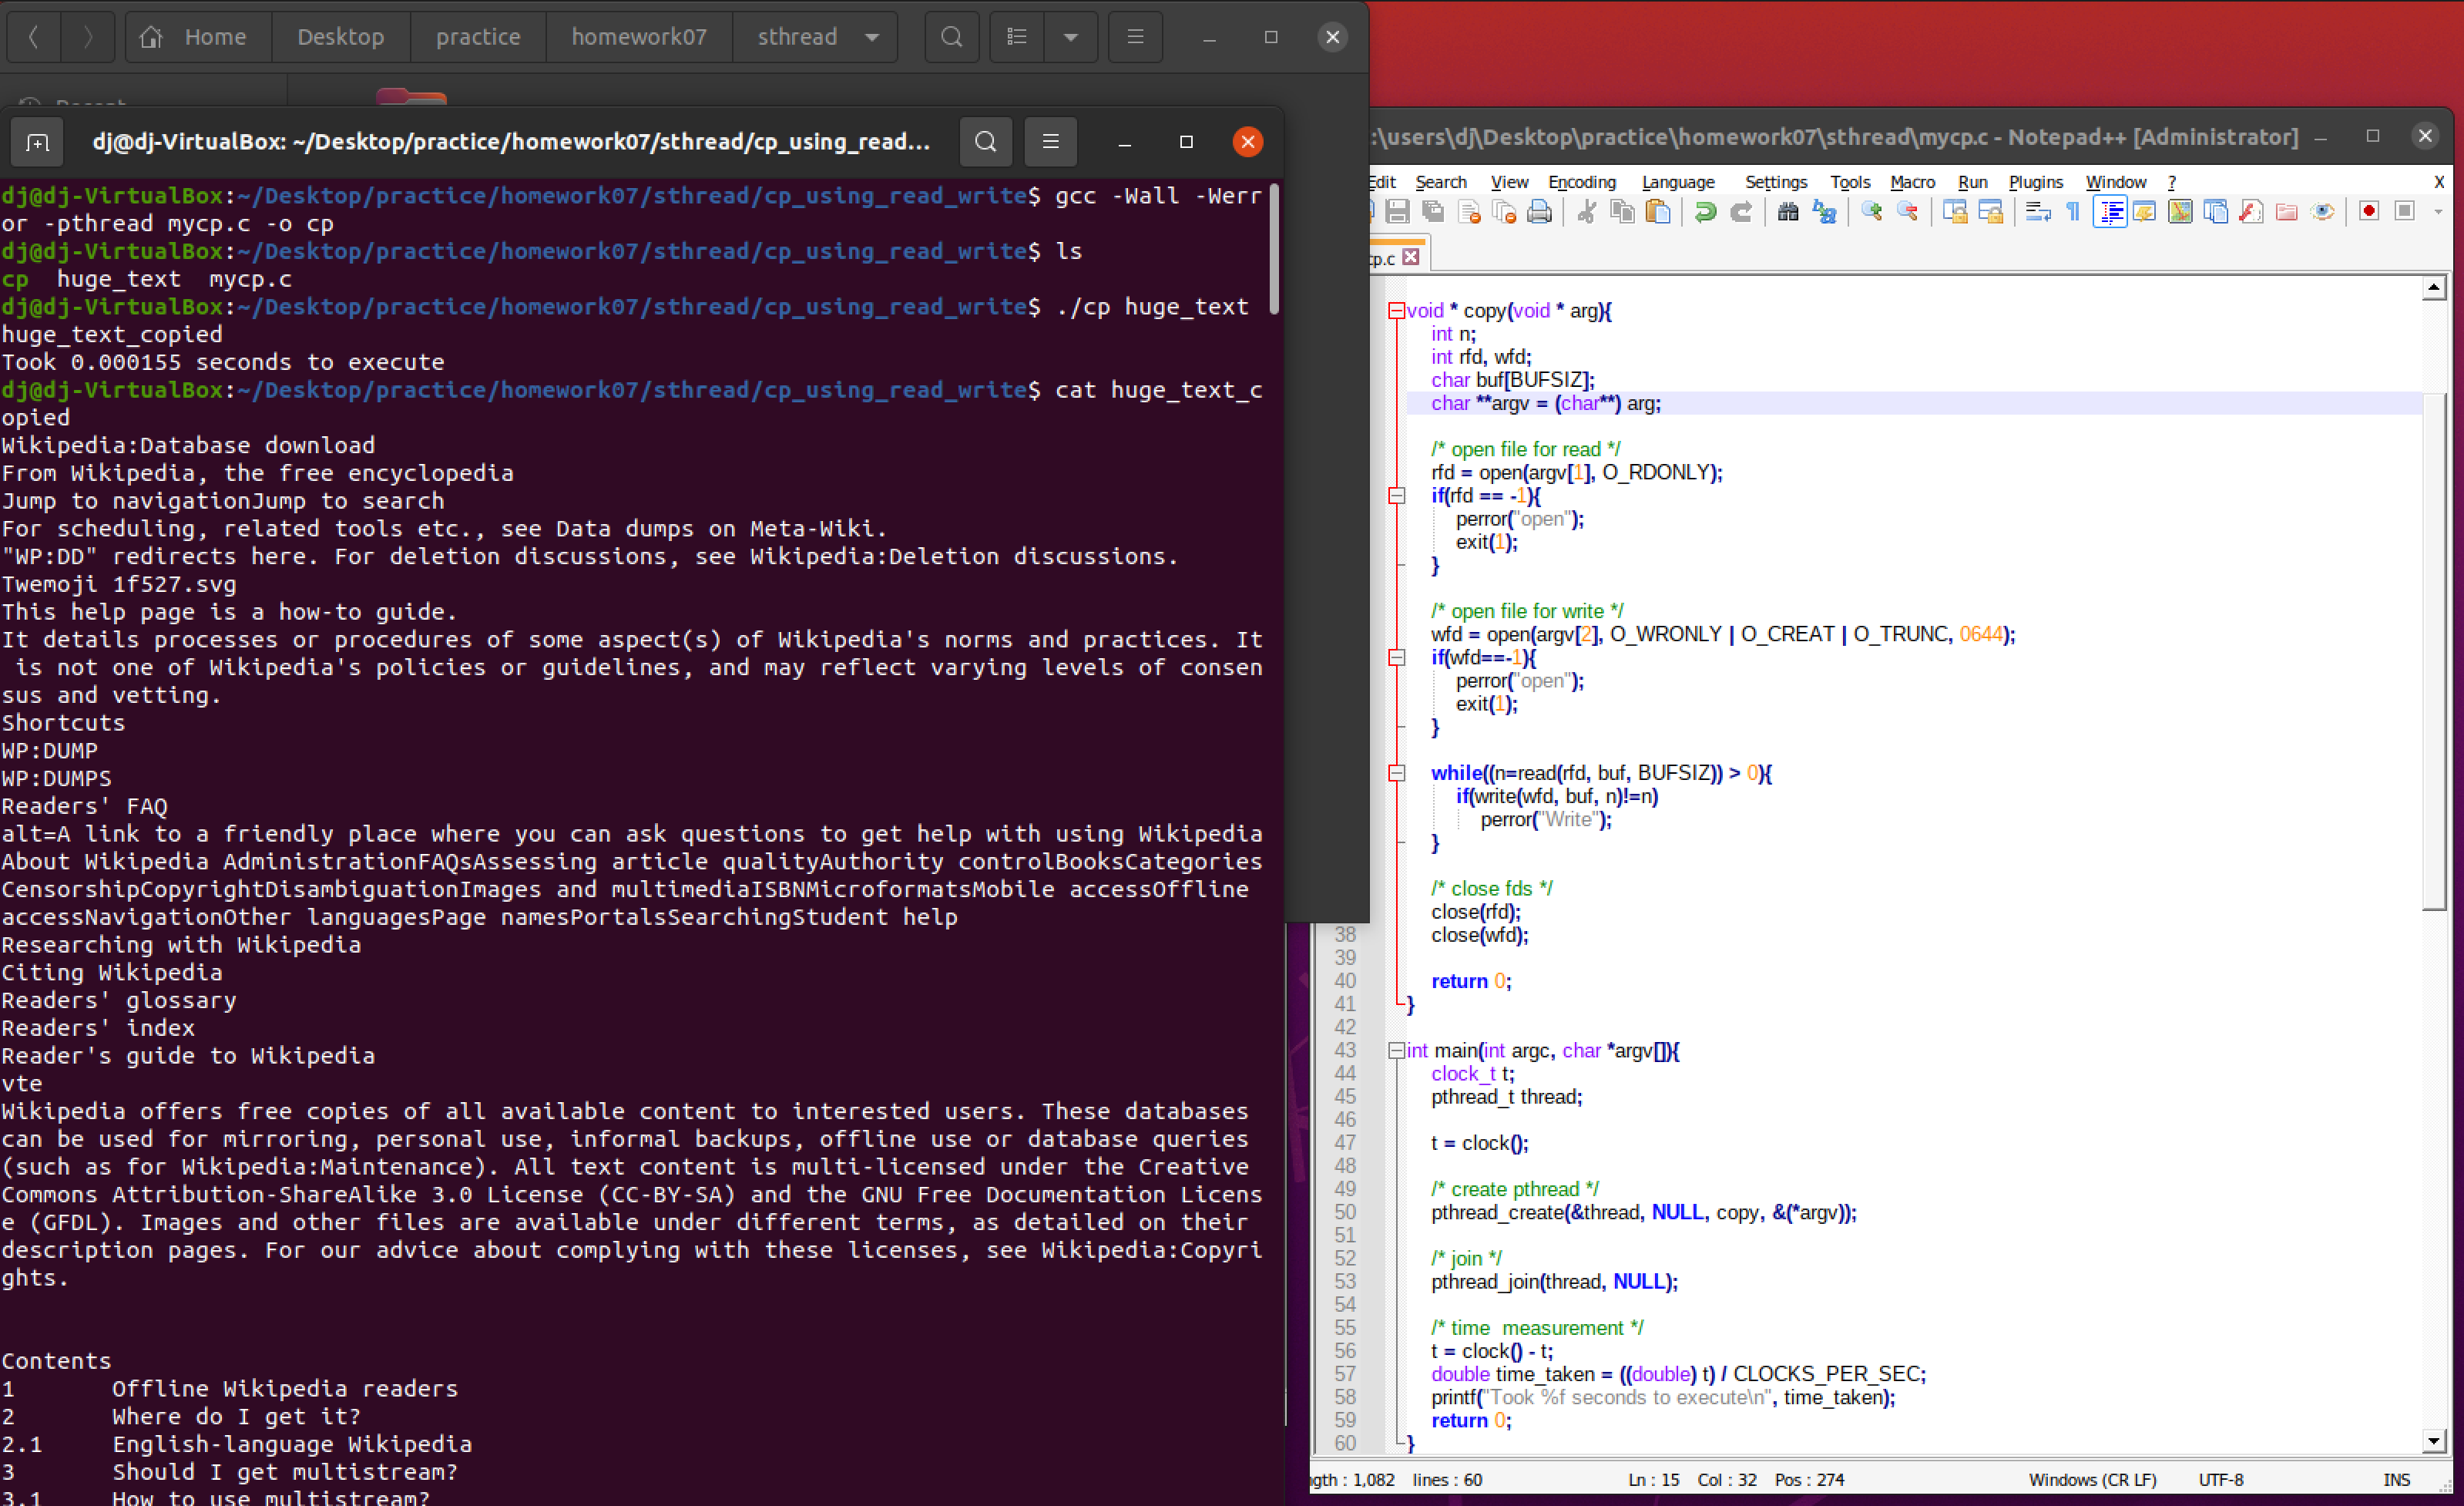 Home Desktop practice homework07 sthread
dj@dj-VirtualBox: ~/Desktop/practice/homework07/sthread/cp_using_read...
dj@dj-VirtualBox:~/Desktop/practice/homework07/sthread/cp_using_read_write$ gcc -Wall -Werr
or -pthread mycp.c -o cp
dj@dj-VirtualBox:~/Desktop/practice/homework07/sthread/cp_using_read_write$ ls
cp  huge_text  mycp.c
dj@dj-VirtualBox:~/Desktop/practice/homework07/sthread/cp_using_read_write$ ./cp huge_text
huge_text_copied
Took 0.000155 seconds to execute
dj@dj-VirtualBox:~/Desktop/practice/homework07/sthread/cp_using_read_write$ cat huge_text_c
opied
Wikipedia:Database download
From Wikipedia, the free encyclopedia
Jump to navigationJump to search
For scheduling, related tools etc., see Data dumps on Meta-Wiki.
"WP:DD" redirects here. For deletion discussions, see Wikipedia:Deletion discussions.
Twemoji 1f527.svg
This help page is a how-to guide.
It details processes or procedures of some aspect(s) of Wikipedia's norms and practices. It
 is not one of Wikipedia's policies or guidelines, and may reflect varying levels of consen
sus and vetting.
Shortcuts
WP:DUMP
WP:DUMPS
Readers' FAQ
alt=A link to a friendly place where you can ask questions to get help with using Wikipedia
About Wikipedia AdministrationFAQsAssessing article qualityAuthority controlBooksCategories
CensorshipCopyrightDisambiguationImages and multimediaISBNMicroformatsMobile accessOffline
accessNavigationOther languagesPage namesPortalsSearchingStudent help
Researching with Wikipedia
Citing Wikipedia
Readers' glossary
Readers' index
Reader's guide to Wikipedia
vte
Wikipedia offers free copies of all available content to interested users. These databases
can be used for mirroring, personal use, informal backups, offline use or database queries
(such as for Wikipedia:Maintenance). All text content is multi-licensed under the Creative
Commons Attribution-ShareAlike 3.0 License (CC-BY-SA) and the GNU Free Documentation Licens
e (GFDL). Images and other files are available under different terms, as detailed on their
description pages. For our advice about complying with these licenses, see Wikipedia:Copyri
ghts.
Contents
1       Offline Wikipedia readers
2       Where do I get it?
2.1     English-language Wikipedia
3       Should I get multistream?
3.1     How to use multistream?
:\users\dj\Desktop\practice\homework07\sthread\mycp.c - Notepad++ [Administrator]
Edit Search View Encoding Language Settings Tools Macro Run Plugins Window ? X
cp.c
void * copy(void * arg){
int n;
int rfd, wfd;
char buf[BUFSIZ];
char **argv = (char**) arg;
/* open file for read */
rfd = open(argv[1], O_RDONLY);
if(rfd == -1){
perror("open");
exit(1);
}
/* open file for write */
wfd = open(argv[2], O_WRONLY | O_CREAT | O_TRUNC, 0644);
if(wfd==-1){
perror("open");
exit(1);
}
while((n=read(rfd, buf, BUFSIZ)) > 0){
if(write(wfd, buf, n)!=n)
perror("Write");
}
/* close fds */
close(rfd);
38 close(wfd);
39
40 return 0;
41 }
42
43 int main(int argc, char *argv[]){
44 clock_t t;
45 pthread_t thread;
46
47 t = clock();
48
49 /* create pthread */
50 pthread_create(&thread, NULL, copy, &(*argv));
51
52 /* join */
53 pthread_join(thread, NULL);
54
55 /* time  measurement */
56 t = clock() - t;
57 double time_taken = ((double) t) / CLOCKS_PER_SEC;
58 printf("Took %f seconds to execute\n", time_taken);
59 return 0;
60 }
ngth : 1,082 lines : 60 Ln : 15 Col : 32 Pos : 274 Windows (CR LF) UTF-8 INS